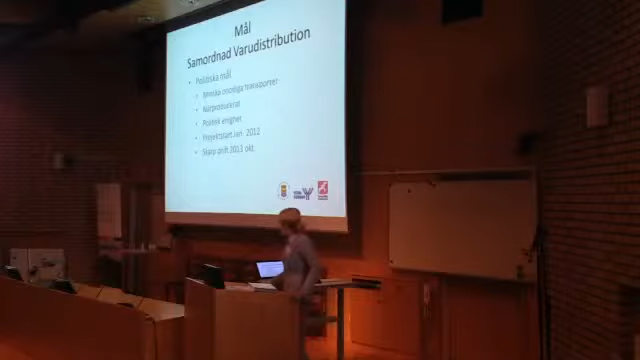 Mål
Samordnad Varudistribution
Politiska mål
Minska onödiga transporter
Närproducerat
Politisk enighet
Projektstart jan. 2012
Skarp drift 2013 okt.